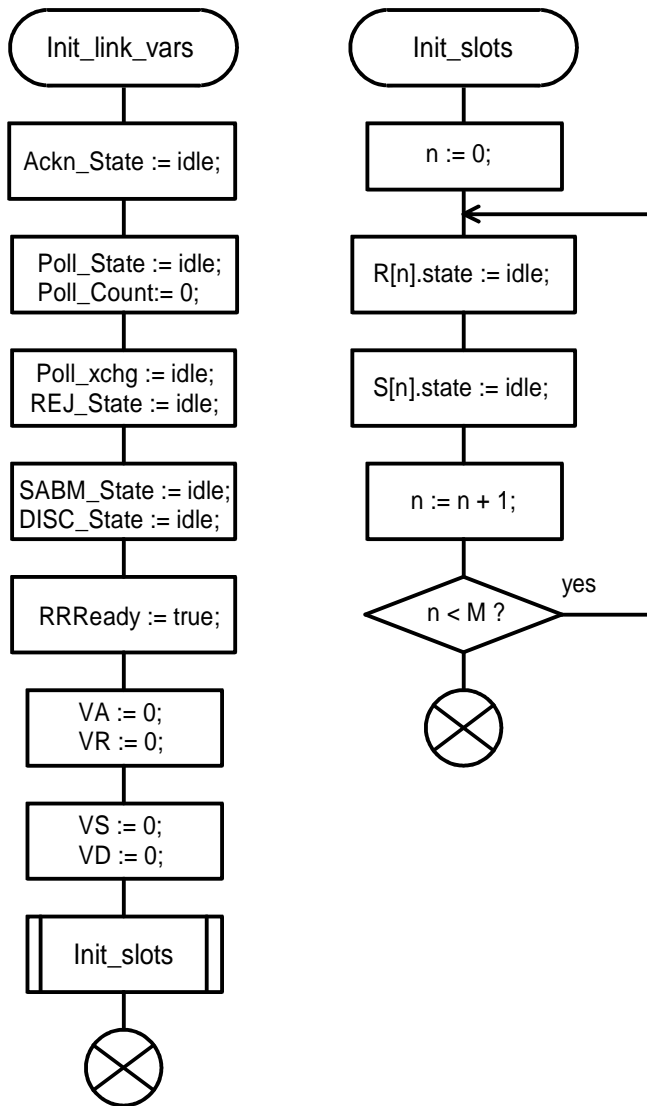 Init_link_vars
Ackn_State := idle;
Poll_State := idle;
Poll_Count:= 0;
Poll_xchg := idle;
REJ_State := idle;
SABM_State := idle;
DISC_State := idle;
RRReady := true;
VA := 0;
VR := 0;
VS := 0;
VD := 0;
Init_slots
Init_slots
n := 0;
R[n].state := idle;
S[n].state := idle;
n := n + 1;
n < M ?
yes